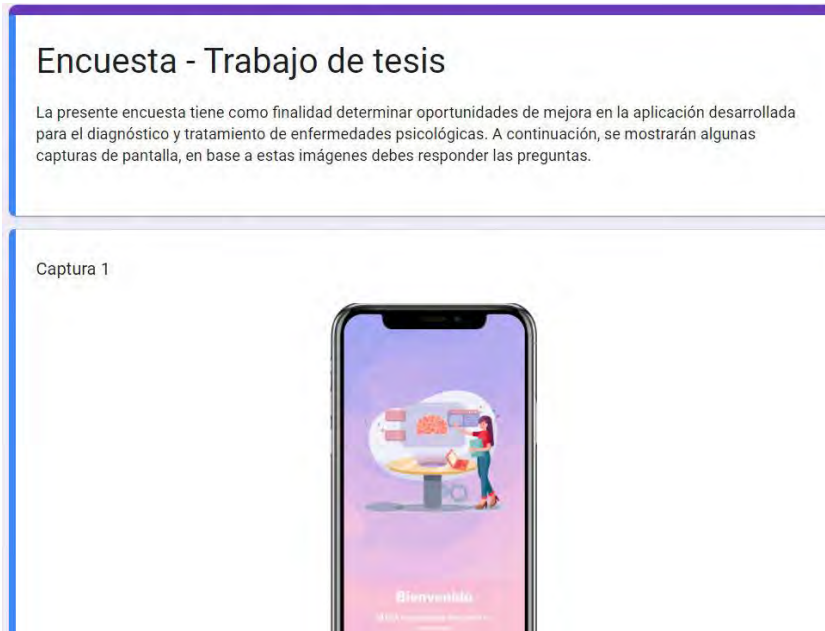 Encuesta - Trabajo de tesis
La presente encuesta tiene como finalidad determinar oportunidades de mejora en la aplicación desarrollada
para el diagnóstico y tratamiento de enfermedades psicológicas. A continuación, se mostrarán algunas
capturas de pantalla, en base a estas imágenes debes responder las preguntas.
Captura 1
Bienvenido